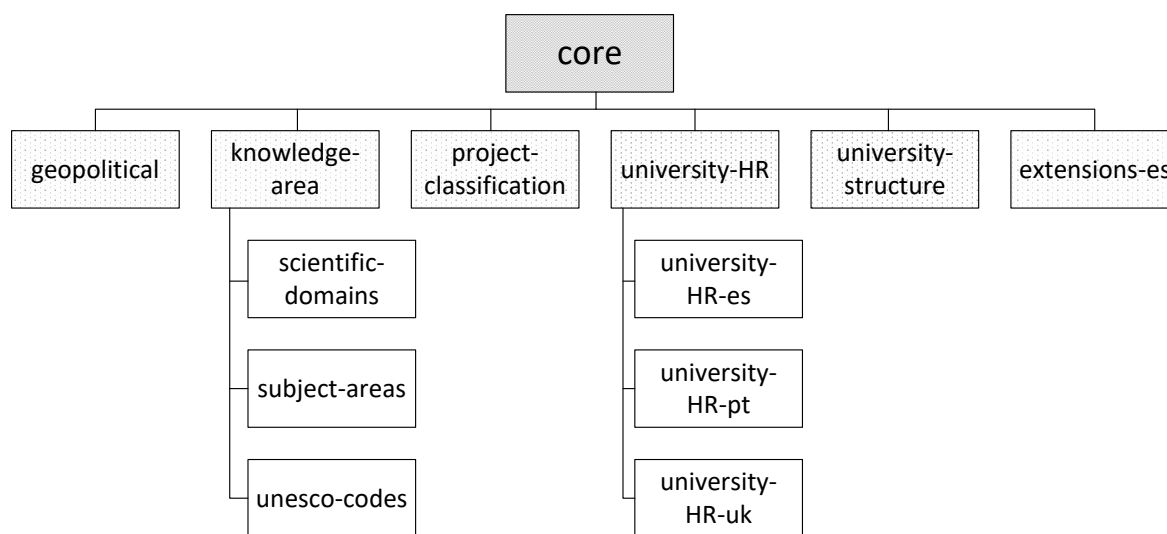 core
geopolitical
knowledge-
area
project-
classification
university-HR
university-
structure
extensions-es
scientific-
domains
subject-areas
unesco-codes
university-
HR-es
university-
HR-pt
university-
HR-uk